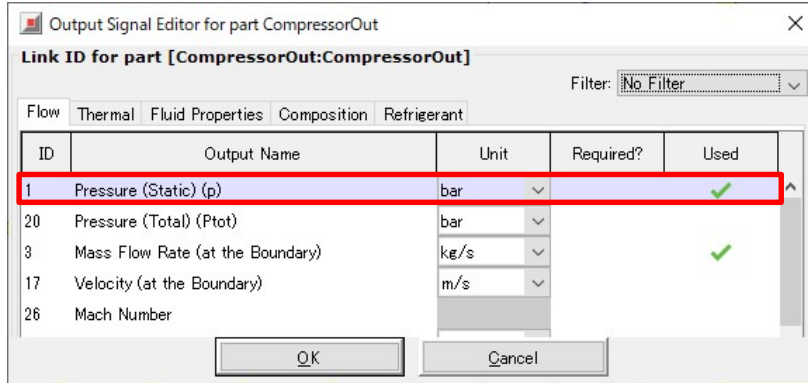 Output Signal Editor for part CompressorOut
Link ID for part [CompressorOut:CompressorOut]
Filter: No Filter
Flow Thermal Fluid Properties Composition Refrigerant
ID Output Name Unit Required? Used
1 Pressure (Static) (p) bar
20 Pressure (Total) (Ptot) bar
3 Mass Flow Rate (at the Boundary) kg/s
17 Velocity (at the Boundary) m/s
26 Mach Number
OK Cancel